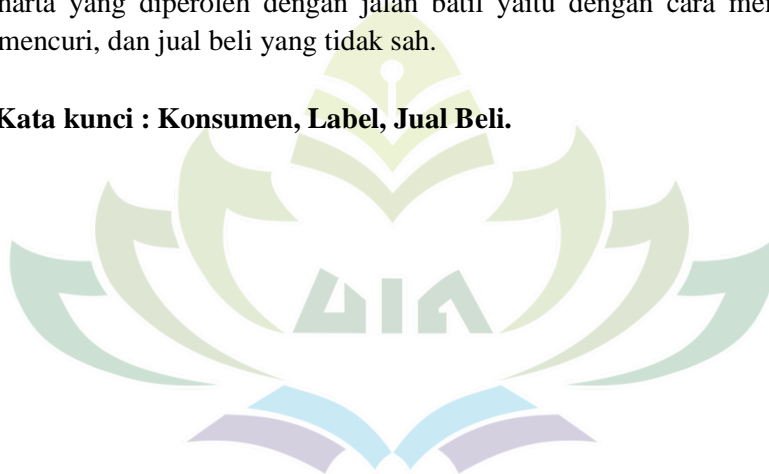 harta yang diperoleh dengan jalan batil yaitu dengan cara
mencuri, dan jual beli yang tidak sah.
Kata kunci : Konsumen, Label, Jual Beli.
UIN